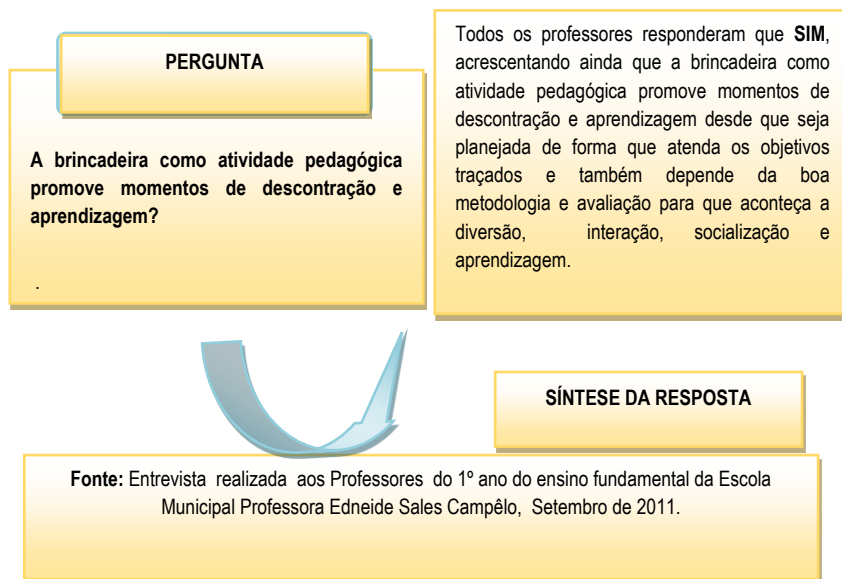 PERGUNTA
A brincadeira como atividade pedagógica
promove momentos de descontração e
aprendizagem?
.
Todos os professores responderam que SIM,
acrescentando ainda que a brincadeira como
atividade pedagógica promove momentos de
descontração e aprendizagem desde que seja
planejada de forma que atenda os objetivos
traçados e também depende da boa
metodologia e avaliação para que aconteça a
diversão, interação, socialização e
aprendizagem.
SÍNTESE DA RESPOSTA
Fonte: Entrevista realizada aos Professores do 1º ano do ensino fundamental da Escola
Municipal Professora Edneide Sales Campêlo, Setembro de 2011.